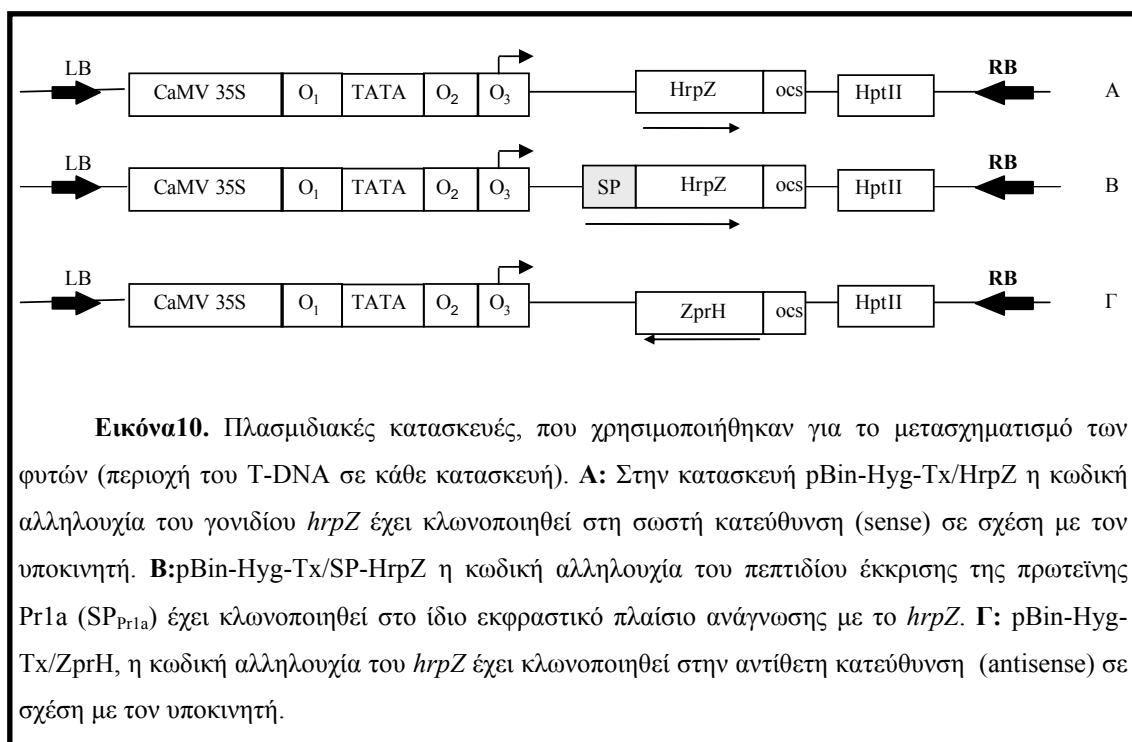 LB CaMV 35S O₁ TATA O₂ O₃ HrpZ ocs HptII RB A
LB CaMV 35S O₁ TATA O₂ O₃ SP HrpZ ocs HptII RB B
LB CaMV 35S O₁ TATA O₂ O₃ ZprH ocs HptII RB Γ
Εικόνα10. Πλασμιδιακές κατασκευές, που χρησιμοποιήθηκαν για το μετασχηματισμό των
φυτών (περιοχή του T-DNA σε κάθε κατασκευή). Α: Στην κατασκευή pBin-Hyg-Tx/HrpZ η κωδική
αλληλουχία του γονιδίου hrpZ έχει κλωνοποιηθεί στη σωστή κατεύθυνση (sense) σε σχέση με τον
υποκινητή. Β:pBin-Hyg-Tx/SP-HrpZ η κωδική αλληλουχία του πεπτιδίου έκκρισης της πρωτεϊνης
Pr1a (SPPr1a) έχει κλωνοποιηθεί στο ίδιο εκφραστικό πλαίσιο ανάγνωσης με το hrpZ. Γ: pBin-Hyg-
Tx/ZprH, η κωδική αλληλουχία του hrpZ έχει κλωνοποιηθεί στην αντίθετη κατεύθυνση (antisense) σε
σχέση με τον υποκινητή.